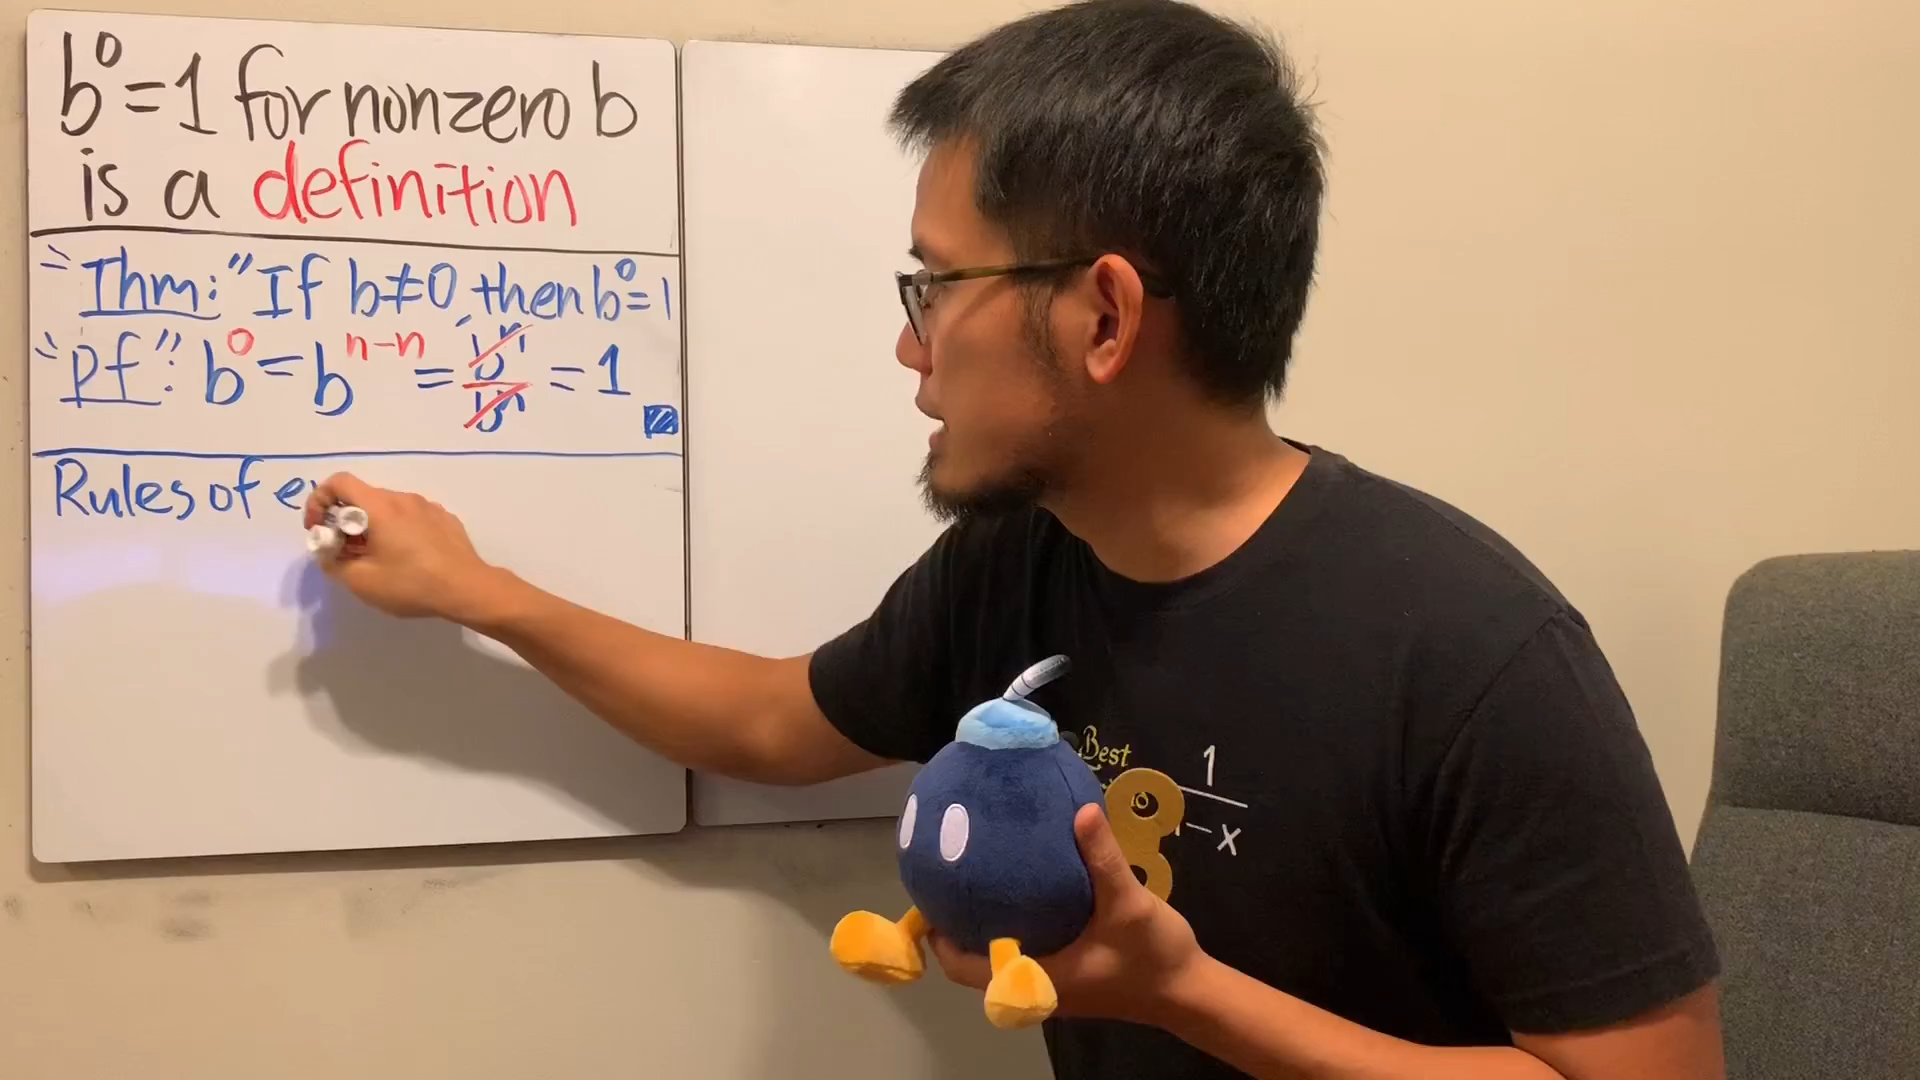 b⁰=1 for nonzero b
is a definition
"Thm:" If b≠0, then b⁰=1
"pf": b⁰ = bⁿ⁻ⁿ = bⁿ/bⁿ = 1
Rules of
Best
1
-x